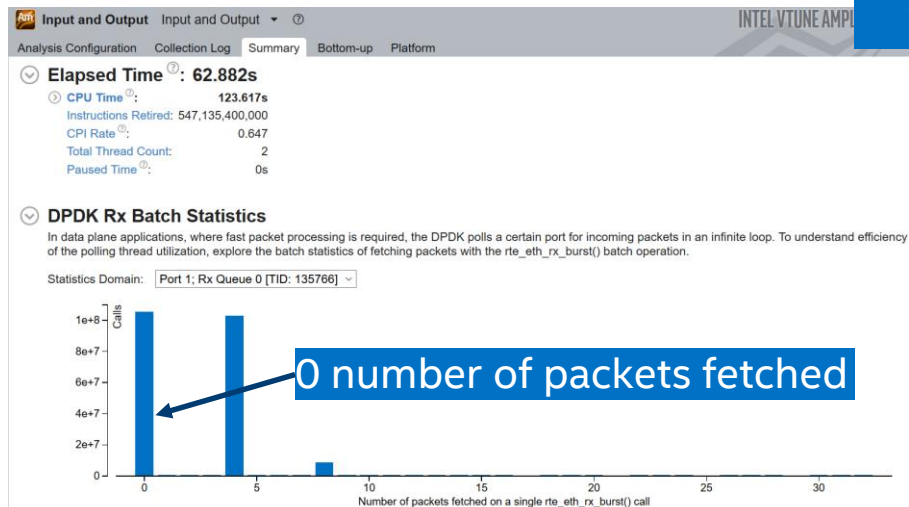 Am Input and Output Input and Output ?
INTEL VTUNE
Analysis Configuration Collection Log Summary Bottom-up Platform
Elapsed Time ?: 62.882s
CPU Time ?: 123.617s
Instructions Retired: 547,135,400,000
CPI Rate ?: 0.647
Total Thread Count: 2
Paused Time ?: 0s
DPDK Rx Batch Statistics
In data plane applications, where fast packet processing is required, the DPDK polls a certain port for incoming packets in an infinite loop. To understand efficiency
of the polling thread utilization, explore the batch statistics of fetching packets with the rte_eth_rx_burst() batch operation.
Statistics Domain: Port 1; Rx Queue 0 [TID: 135766]
Calls
1e+8
8e+7
0 number of packets fetched
6e+7
4e+7
2e+7
0
0 5 10 15 20 25 30
Number of packets fetched on a single rte_eth_rx_burst() call